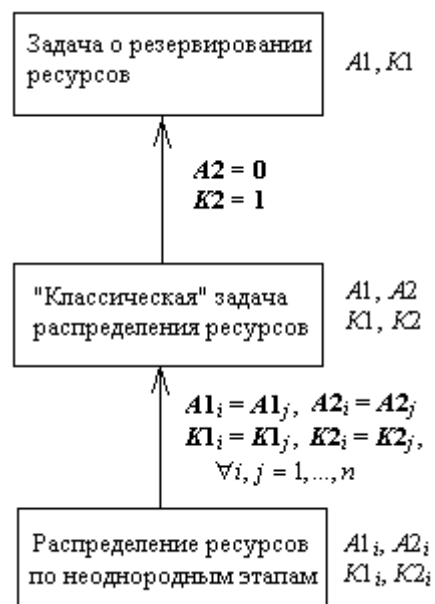 Задача о резервировании
ресурсов
A1, K1
A2 = 0
K2 = 1
"Классическая" задача
распределения ресурсов
A1, A2
K1, K2
A1i = A1j, A2i = A2j
K1i = K1j, K2i = K2j,
∀i, j = 1,...,n
Распределение ресурсов
по неоднородным этапам
A1i, A2i
K1i, K2i